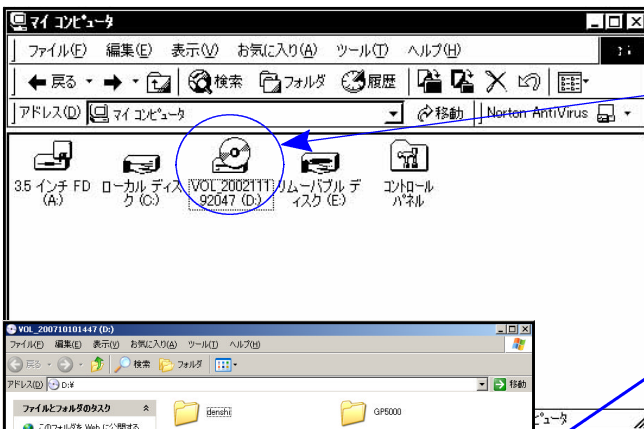 マイ コンピュータ
ファイル(F) 編集(E) 表示(V) お気に入り(A) ツール(T) ヘルプ(H)
戻る 検索 フォルダ 履歴
アドレス(D) マイ コンピュータ 移動 Norton AntiVirus
3.5 インチ FD (A:)
ローカル ディスク (C:)
VOL_2002111
92047 (D:)
リムーバブル デ
ィスク (E:)
コントロール
パネル
VOL_200710101447 (D:)
ファイル(F) 編集(E) 表示(V) お気に入り(A) ツール(T) ヘルプ(H)
戻る 検索 フォルダ
アドレス(D) D:¥ 移動
ファイルとフォルダのタスク denshi GP5000
このフォルダを Web に公開する
ピュータ